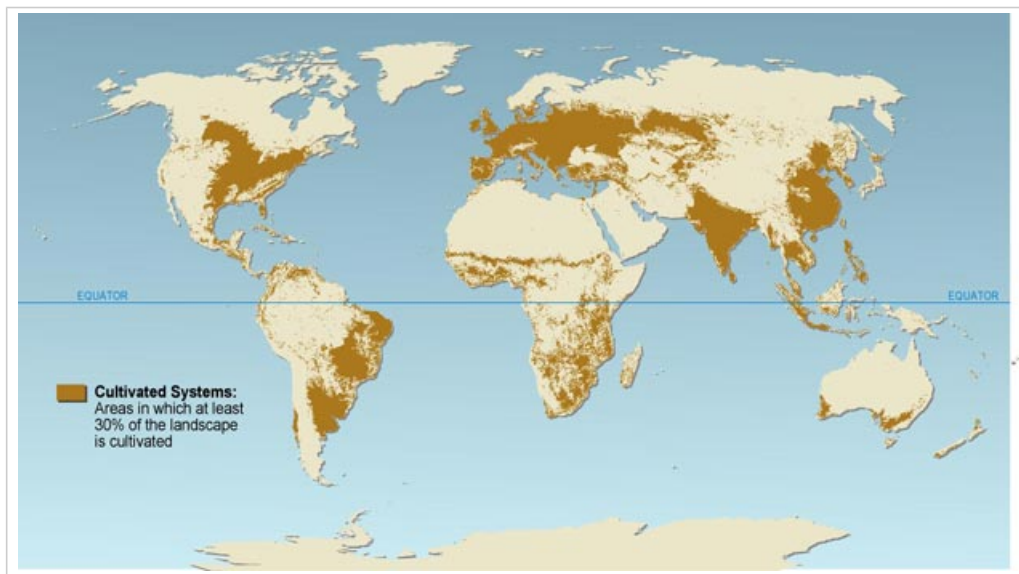 EQUATOR
EQUATOR
Cultivated Systems:
Areas in which at least
30% of the landscape
is cultivated